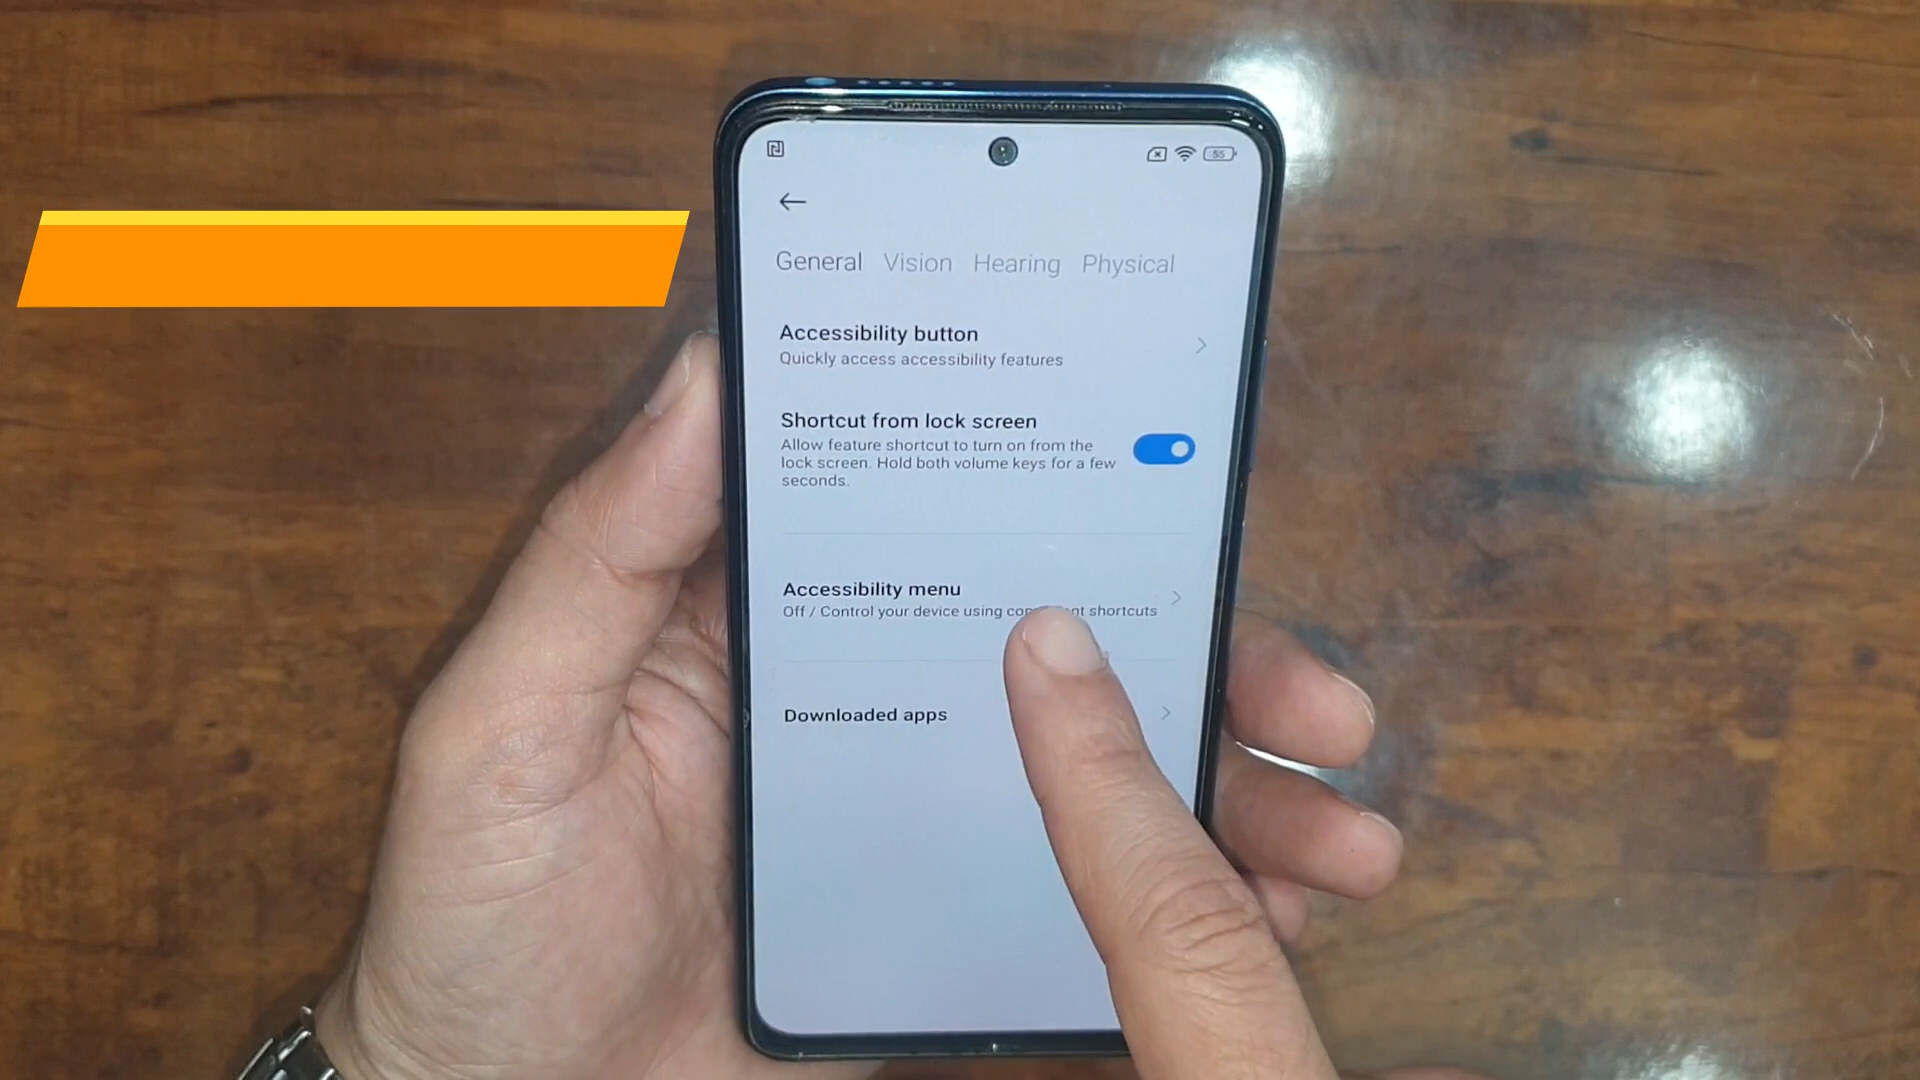 55
General Vision Hearing Physical
Accessibility button
Quickly access accessibility features
Shortcut from lock screen
Allow feature shortcut to turn on from the
lock screen. Hold both volume keys for a few
seconds.
Accessibility menu
Off / Control your device using shortcuts
Downloaded apps